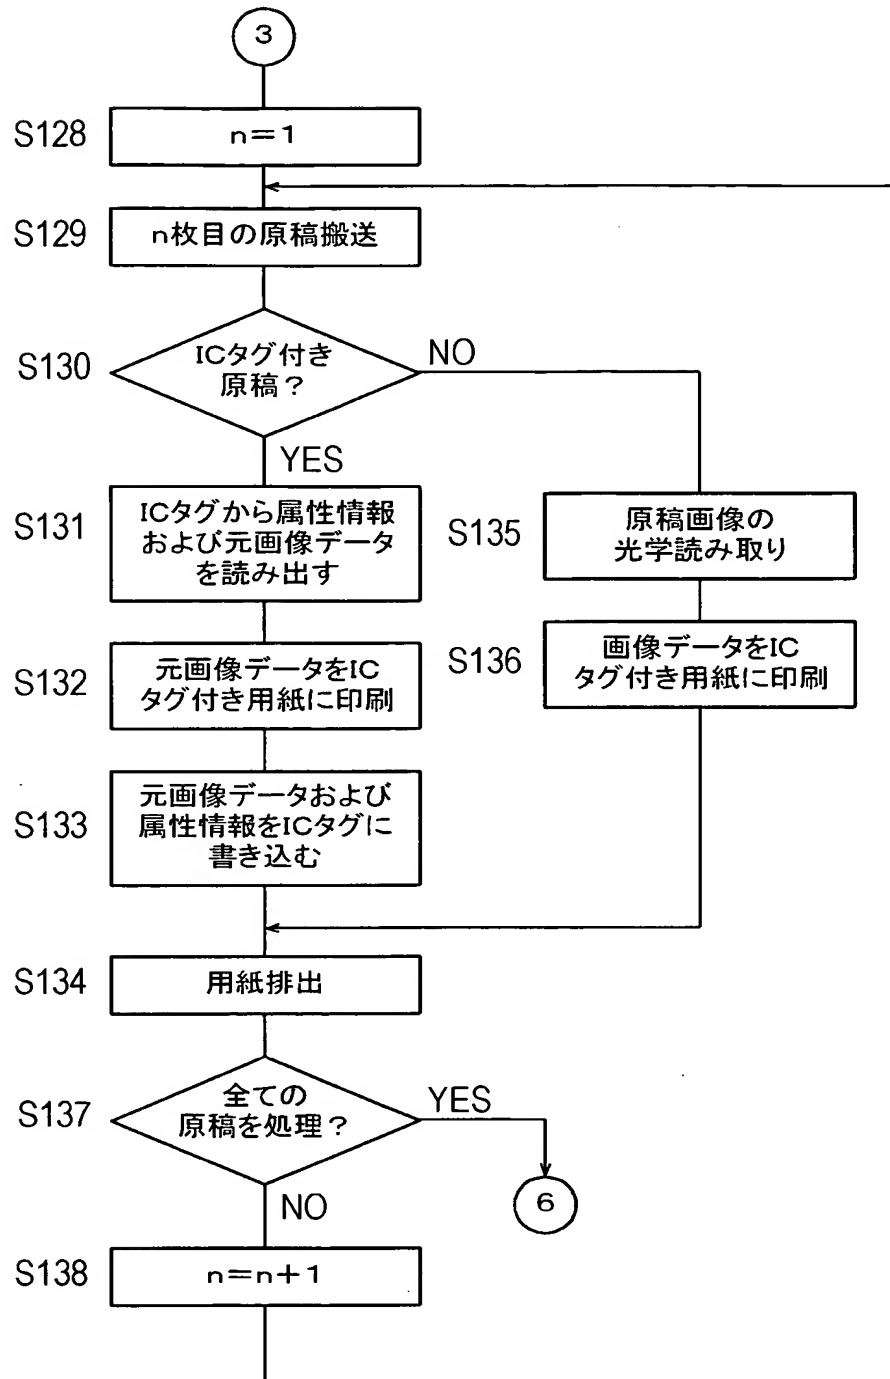 3
S128
n=1
S129
n枚目の原稿搬送
S130
ICタグ付き
原稿？
NO
YES
S131
ICタグから属性情報
および元画像データ
を読み出す
S135
原稿画像の
光学読み取り
S132
元画像データをIC
タグ付き用紙に印刷
S136
画像データをIC
タグ付き用紙に印刷
S133
元画像データおよび
属性情報をICタグに
書き込む
S134
用紙排出
S137
全ての
原稿を処理？
YES
6
NO
S138
n=n+1